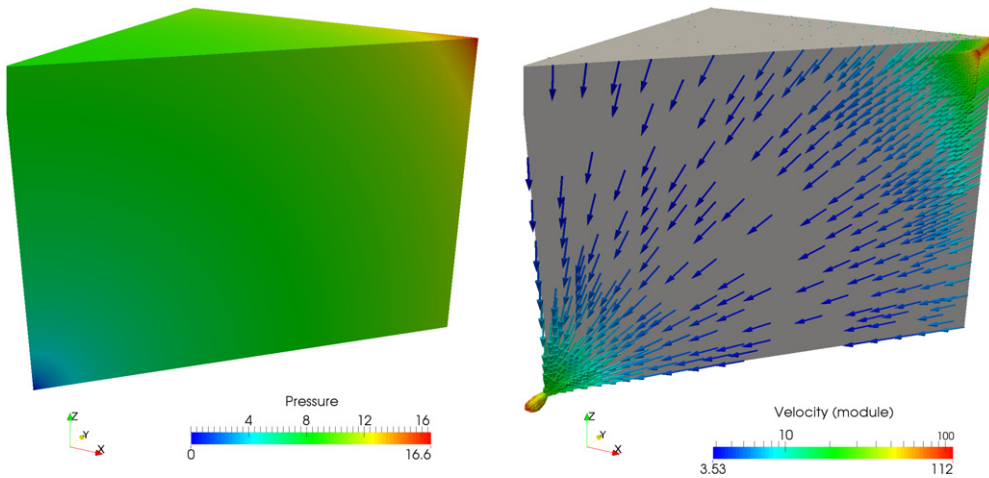 Pressure
Z
Y
X
4 8 12 16
0 16.6
Velocity (module)
Z
Y
X
10 100
3.53 112